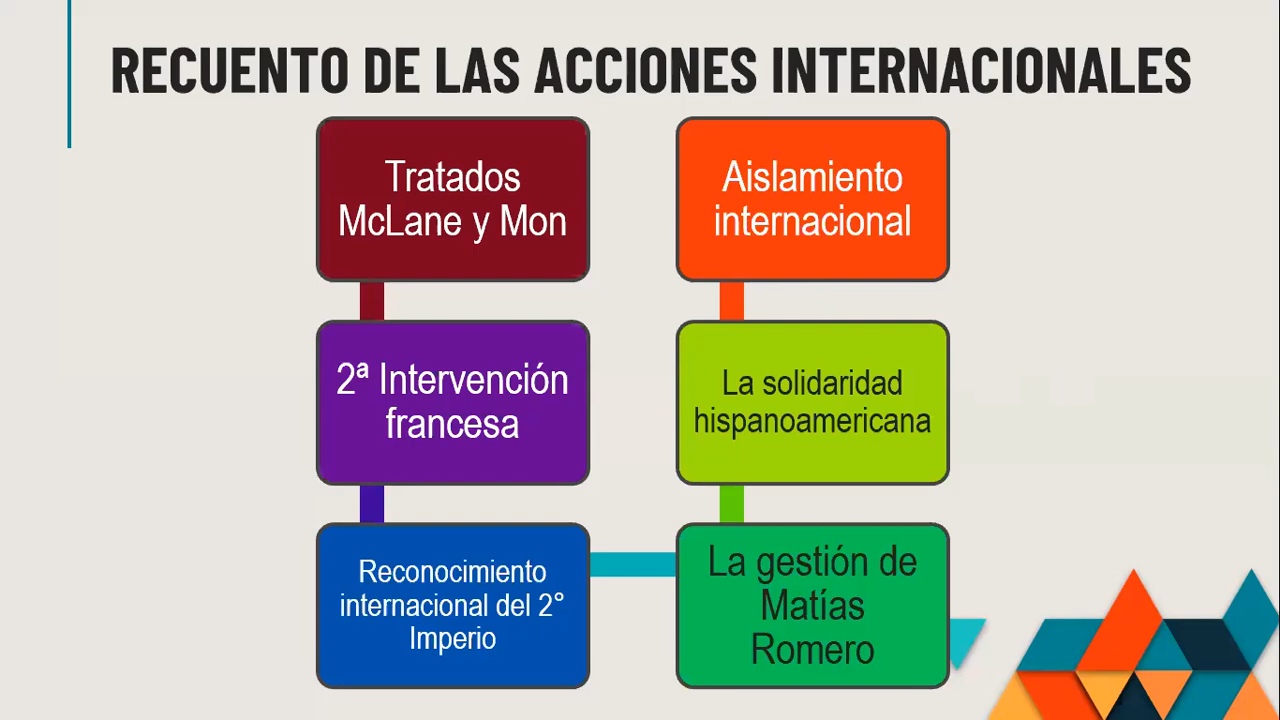 RECUENTO DE LAS ACCIONES INTERNACIONALES
Tratados
McLane y Mon
2ª Intervención
francesa
Reconocimiento
internacional del 2°
Imperio
La gestión de
Matías
Romero
La solidaridad
hispanoamericana
Aislamiento
internacional